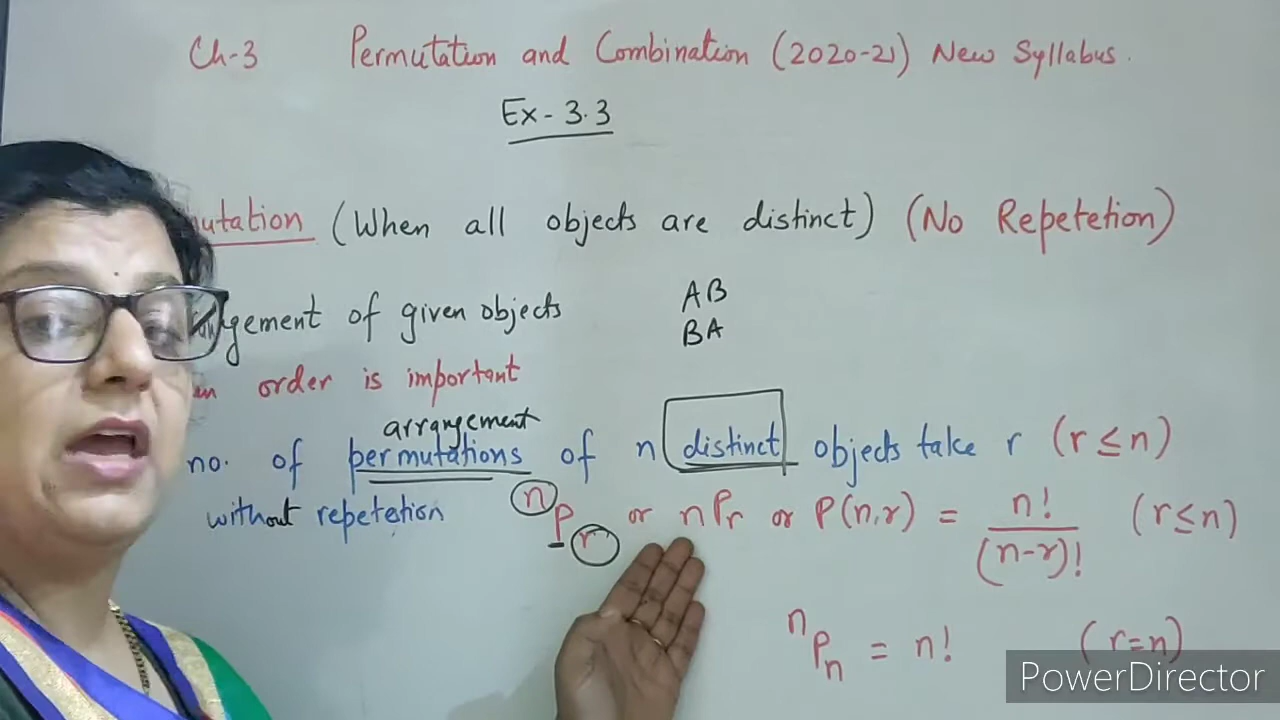 Ch-3 Permutation and Combination (2020-21) New Syllabus.
Ex-3.3
mutation (When all objects are distinct) (No Repetetion)
gement of given objects AB
BA
order is important
arrangement
no. of permutations of n distinct objects take r (r ≤ n)
without repetetion ⁿPᵣ or nPr or P(n,r) = n!/(n-r)! (r≤n)
ⁿPₙ = n! (r=n)
PowerDirector